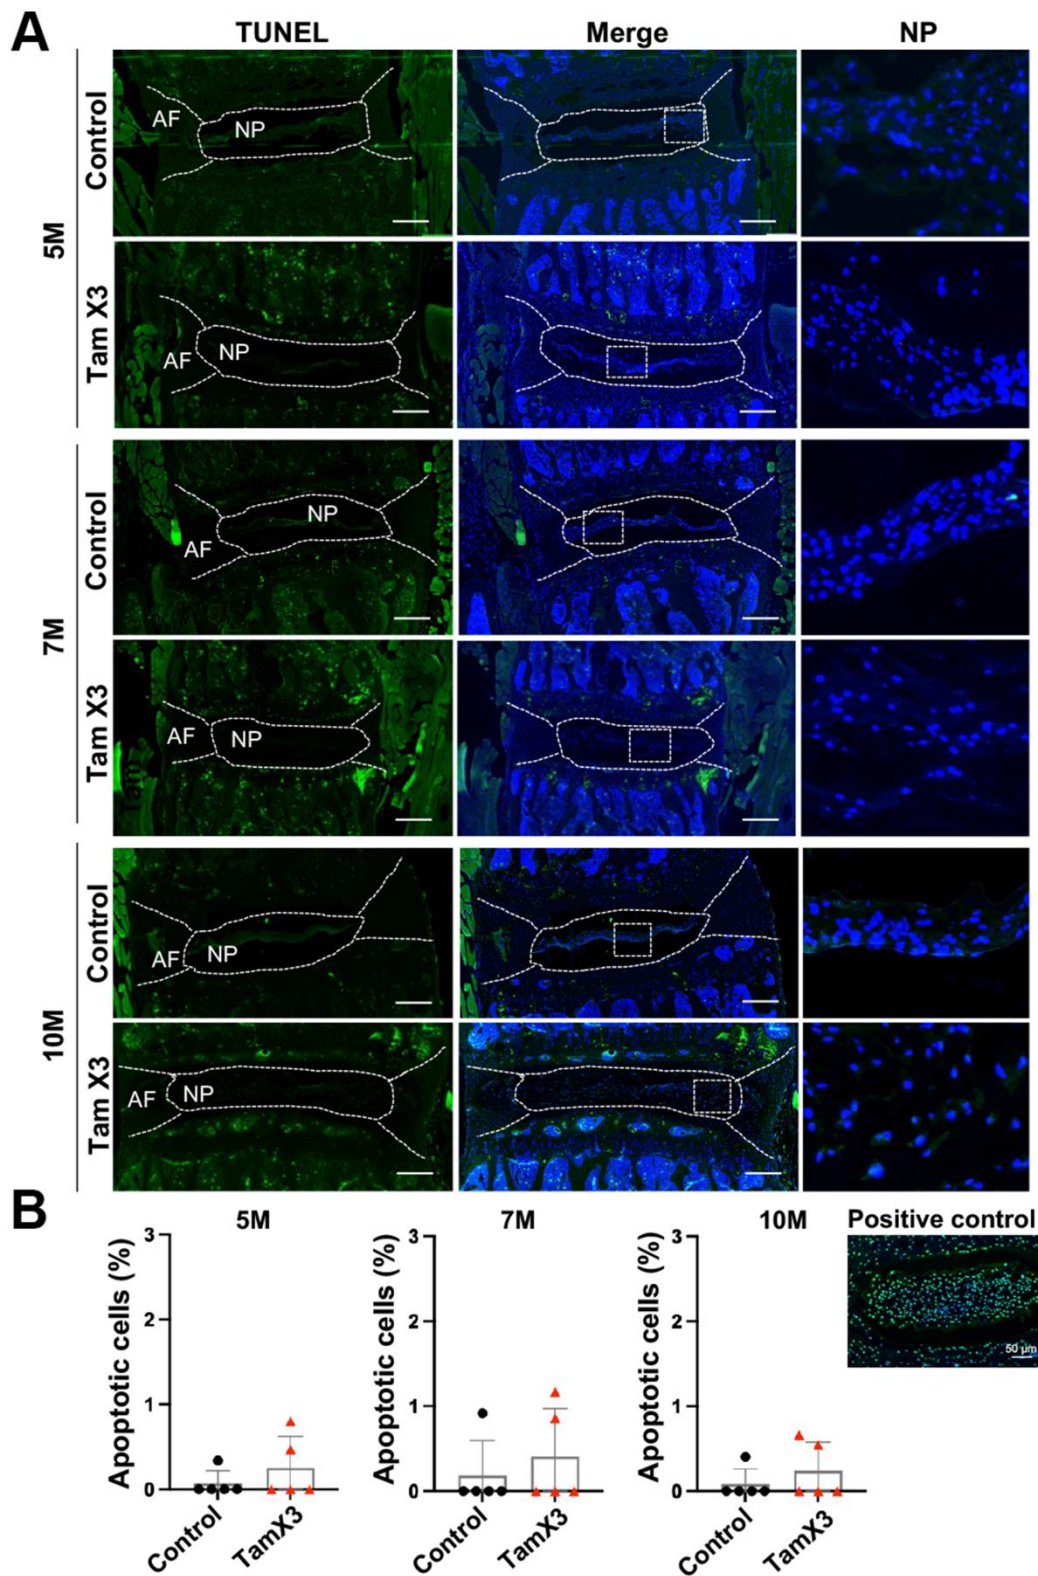 A
TUNEL Merge NP
5M
Control
AF NP
Tam X3
AF NP
7M
Control
AF NP
Tam X3
AF NP
Tam
10M
Control
AF NP
Tam X3
AF NP
B
5M 7M 10M Positive control
50 µm
Apoptotic cells (%)
3
2
1
0
Control TamX3
Apoptotic cells (%)
3
2
1
0
Control TamX3
Apoptotic cells (%)
3
2
1
0
Control TamX3